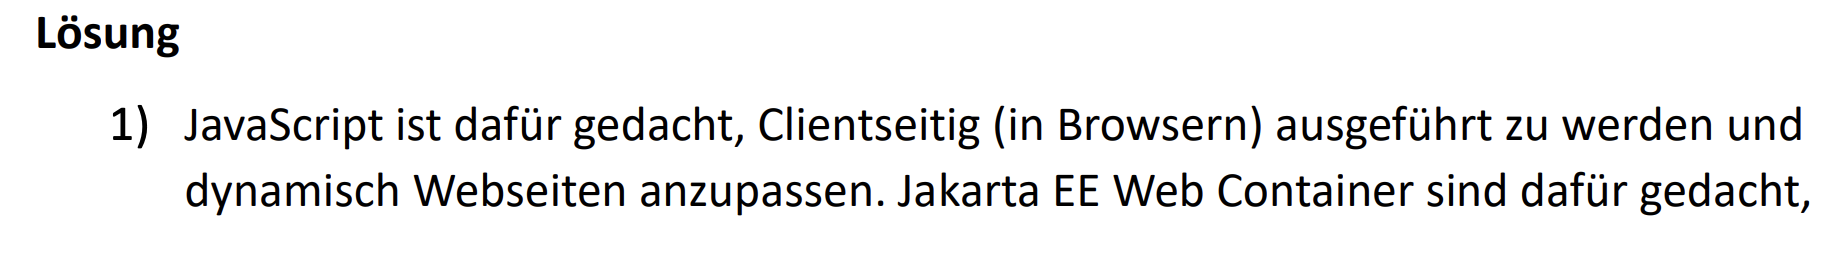 Lösung
1) JavaScript ist dafür gedacht, Clientseitig (in Browsern) ausgeführt zu werden und
dynamisch Webseiten anzupassen. Jakarta EE Web Container sind dafür gedacht,